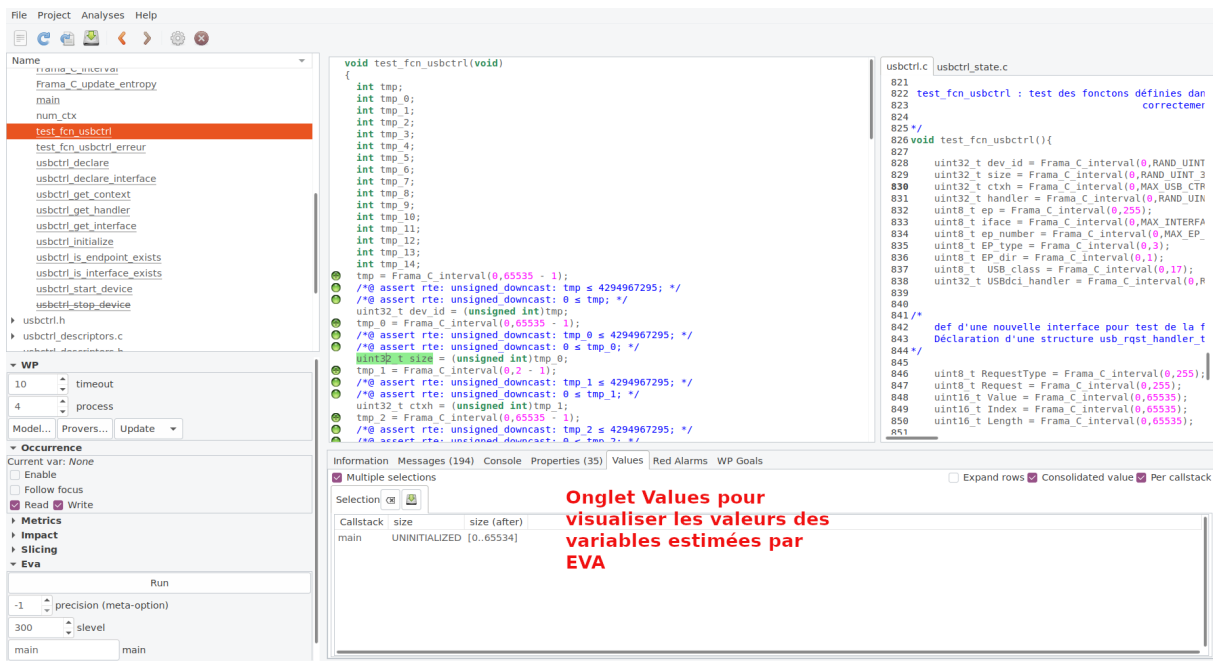 File Project Analyses Help
Name
Frama_C_interval
Frama_C_update_entropy
main
num_ctx
test_fcn_usbctrl
test_fcn_usbctrl_erreur
usbctrl_declare
usbctrl_declare_interface
usbctrl_get_context
usbctrl_get_handler
usbctrl_get_interface
usbctrl_initialize
usbctrl_is_endpoint_exists
usbctrl_is_interface_exists
usbctrl_start_device
usbctrl_stop_device
usbctrl.h
usbctrl_descriptors.c
usbctrl_descriptors.h
WP
10 timeout
4 process
Model... Provers... Update
Occurrence
Current var: None
Enable
Follow focus
Read Write
Metrics
Impact
Slicing
Eva
Run
-1 precision (meta-option)
300 slevel
main main
void test_fcn_usbctrl(void)
{
int tmp;
int tmp_0;
int tmp_1;
int tmp_2;
int tmp_3;
int tmp_4;
int tmp_5;
int tmp_6;
int tmp_7;
int tmp_8;
int tmp_9;
int tmp_10;
int tmp_11;
int tmp_12;
int tmp_13;
int tmp_14;
tmp = Frama_C_interval(0,65535 - 1);
/*@ assert rte: unsigned_downcast: tmp ≤ 4294967295; */
/*@ assert rte: unsigned_downcast: 0 ≤ tmp; */
uint32_t dev_id = (unsigned int)tmp;
tmp_0 = Frama_C_interval(0,65535 - 1);
/*@ assert rte: unsigned_downcast: tmp_0 ≤ 4294967295; */
/*@ assert rte: unsigned_downcast: 0 ≤ tmp_0; */
uint32_t size = (unsigned int)tmp_0;
tmp_1 = Frama_C_interval(0,2 - 1);
/*@ assert rte: unsigned_downcast: tmp_1 ≤ 4294967295; */
/*@ assert rte: unsigned_downcast: 0 ≤ tmp_1; */
uint32_t ctxh = (unsigned int)tmp_1;
tmp_2 = Frama_C_interval(0,65535 - 1);
/*@ assert rte: unsigned_downcast: tmp_2 ≤ 4294967295; */
/*@ assert rte: unsigned_downcast: 0 ≤ tmp_2; */
usbctrl.c usbctrl_state.c
821
822 test_fcn_usbctrl : test des fonctons définies dan
823 correctemen
824
825 */
826 void test_fcn_usbctrl(){
827
828 uint32_t dev_id = Frama_C_interval(0,RAND_UINT
829 uint32_t size = Frama_C_interval(0,RAND_UINT_3
830 uint32_t ctxh = Frama_C_interval(0,MAX_USB_CTR
831 uint32_t handler = Frama_C_interval(0,RAND_UIN
832 uint8_t ep = Frama_C_interval(0,255);
833 uint8_t iface = Frama_C_interval(0,MAX_INTERFA
834 uint8_t ep_number = Frama_C_interval(0,MAX_EP_
835 uint8_t EP_type = Frama_C_interval(0,3);
836 uint8_t EP_dir = Frama_C_interval(0,1);
837 uint8_t USB_class = Frama_C_interval(0,17);
838 uint32_t USBdci_handler = Frama_C_interval(0,R
839
840
841 /*
842 def d'une nouvelle interface pour test de la f
843 Déclaration d'une structure usb_rqst_handler_t
844 */
845
846 uint8_t RequestType = Frama_C_interval(0,255);
847 uint8_t Request = Frama_C_interval(0,255);
848 uint16_t Value = Frama_C_interval(0,65535);
849 uint16_t Index = Frama_C_interval(0,65535);
850 uint16_t Length = Frama_C_interval(0,65535);
851
Information Messages (194) Console Properties (35) Values Red Alarms WP Goals
Multiple selections Expand rows Consolidated value Per callstack
Selection
Callstack size size (after)
main UNINITIALIZED [0..65534]
Onglet Values pour
visualiser les valeurs des
variables estimées par
EVA